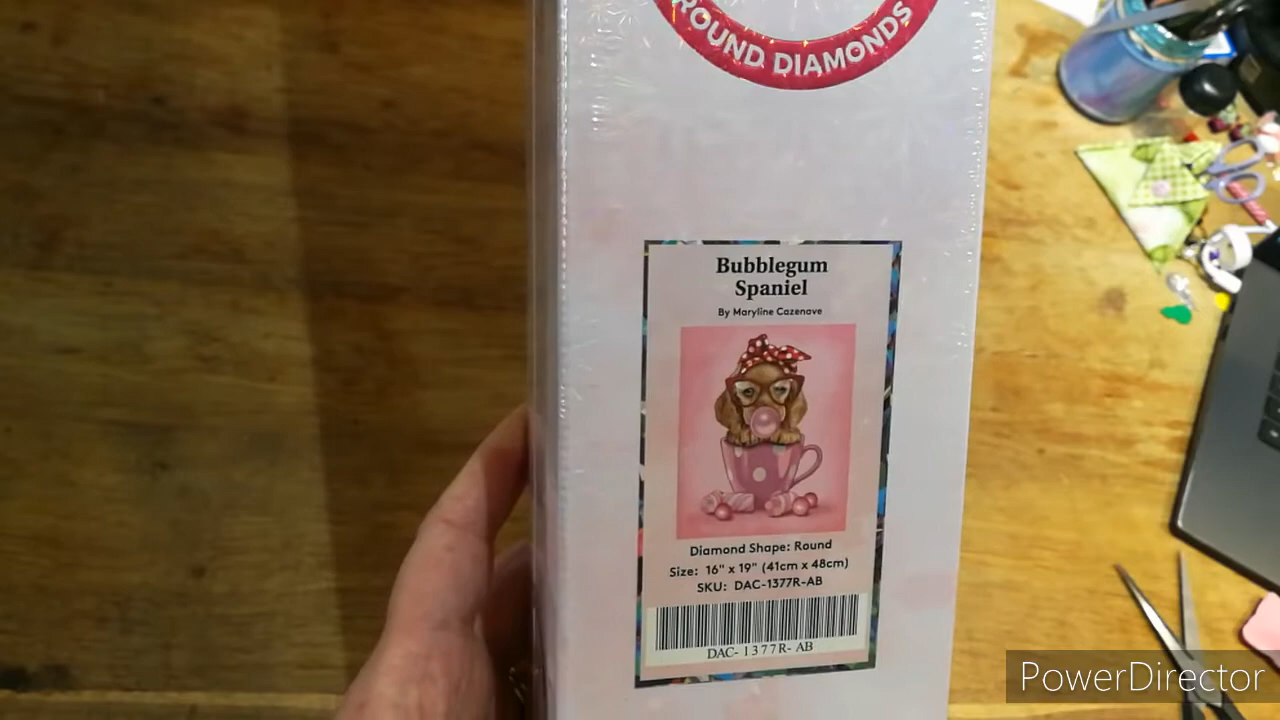 ROUND DIAMONDS
Bubblegum
Spaniel
By Maryline Cazenave
Diamond Shape: Round
Size: 16" x 19" (41cm x 48cm)
SKU: DAC-1377R-AB
DAC- 1377R- AB
PowerDirector